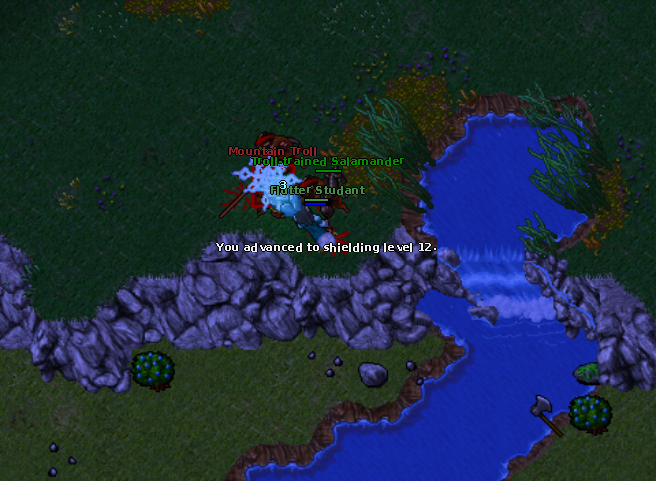 Mountain Troll
Troll-trained Salamander
3
Flutter Studant
You advanced to shielding level 12.